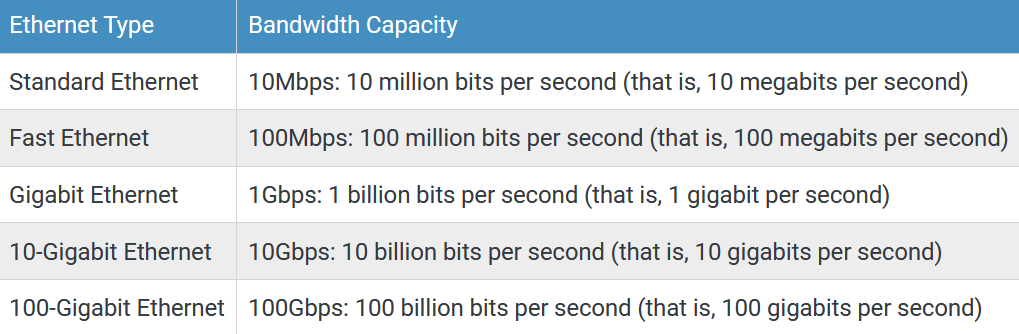 Ethernet Type Bandwidth Capacity
Standard Ethernet 10Mbps: 10 million bits per second (that is, 10 megabits per second)
Fast Ethernet 100Mbps: 100 million bits per second (that is, 100 megabits per second)
Gigabit Ethernet 1Gbps: 1 billion bits per second (that is, 1 gigabit per second)
10-Gigabit Ethernet 10Gbps: 10 billion bits per second (that is, 10 gigabits per second)
100-Gigabit Ethernet 100Gbps: 100 billion bits per second (that is, 100 gigabits per second)